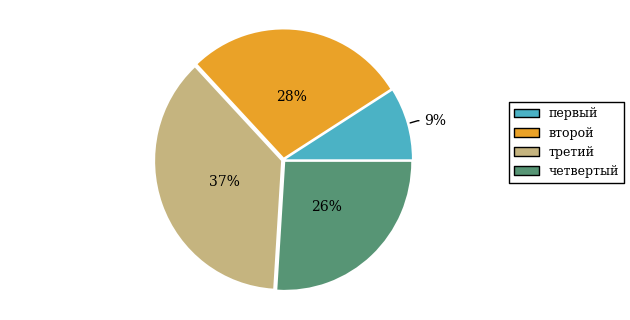 28%
9%
37%
26%
первый
второй
третий
четвертый